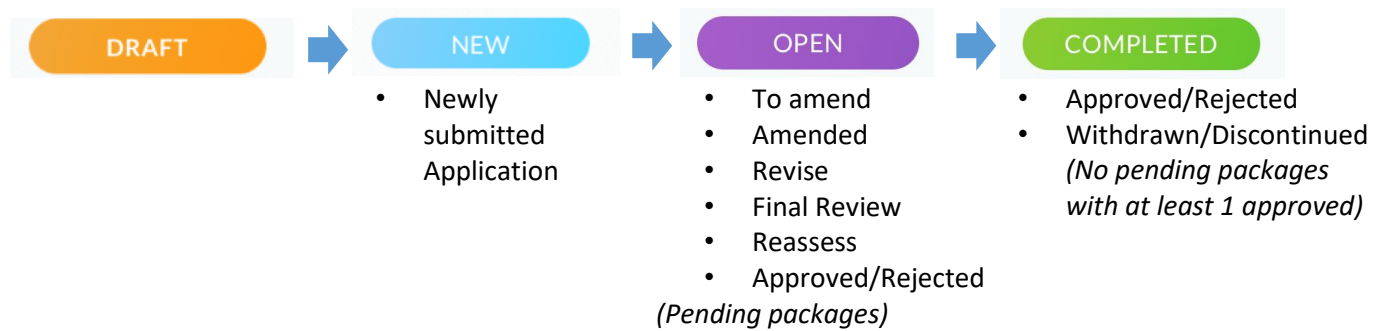 DRAFT
NEW
OPEN
COMPLETED
• Newly
submitted
Application
• To amend
• Amended
• Revise
• Final Review
• Reassess
• Approved/Rejected
(Pending packages)
• Approved/Rejected
• Withdrawn/Discontinued
(No pending packages
with at least 1 approved)